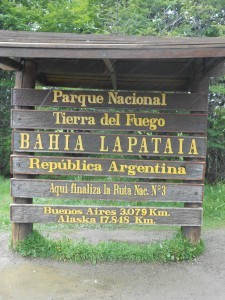 Parque Nacional
Tierra del Fuego
BAHIA LAPATAIA
República Argentina
Aqui finaliza la Ruta Nac. Nº3
Buenos Aires 3.079 Km.
Alaska 17.848 Km.